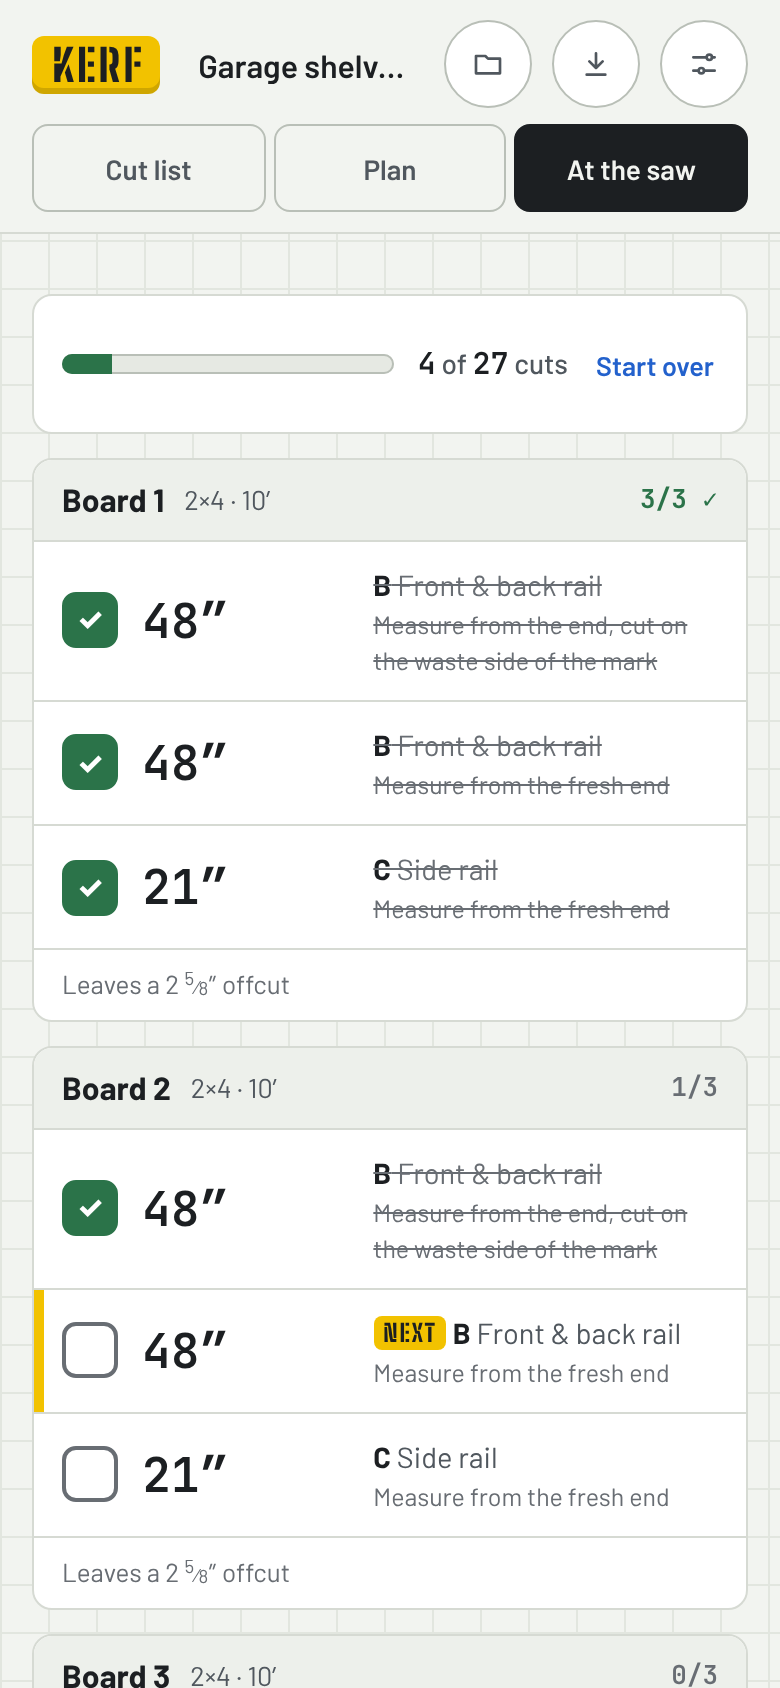 KERF
Garage shelv...
Cut list
Plan
At the saw
4 of 27 cuts
Start over
Board 1 2×4 · 10′
3/3 ✓
48″
B Front & back rail
Measure from the end, cut on
the waste side of the mark
48″
B Front & back rail
Measure from the fresh end
21″
C Side rail
Measure from the fresh end
Leaves a 2 5⁄8″ offcut
Board 2 2×4 · 10′
1/3
48″
B Front & back rail
Measure from the end, cut on
the waste side of the mark
48″
NEXT B Front & back rail
Measure from the fresh end
21″
C Side rail
Measure from the fresh end
Leaves a 2 5⁄8″ offcut
Board 3 2×4 · 10′
0/3